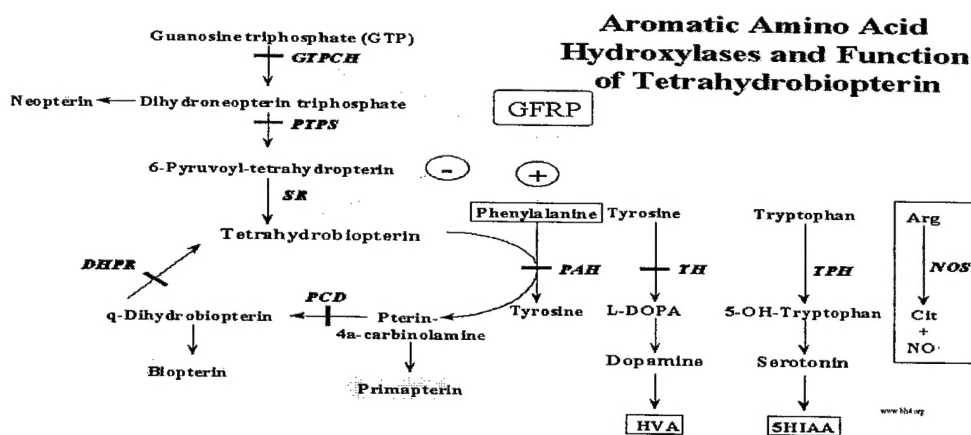 Aromatic Amino Acid
Hydroxylases and Function
of Tetrahydrobiopterin
Guanosine triphosphate (GTP)
GTPCH
Neopterin
Dihydroneopterin triphosphate
GFRP
PTPS
6-Pyruvoyl-tetrahydropterin
-
+
SR
Phenylalanine
Tyrosine
Tryptophan
Arg
Tetrahydrobiopterin
DHPR
PAH
TH
TPH
NOS
PCD
q-Dihydrobiopterin
Pterin-
4a-carbinolamine
Tyrosine
L-DOPA
5-OH-Tryptophan
Cit
+
NO·
Biopterin
Primapterin
Dopamine
Serotonin
HVA
5HIAA
www.bh4.org